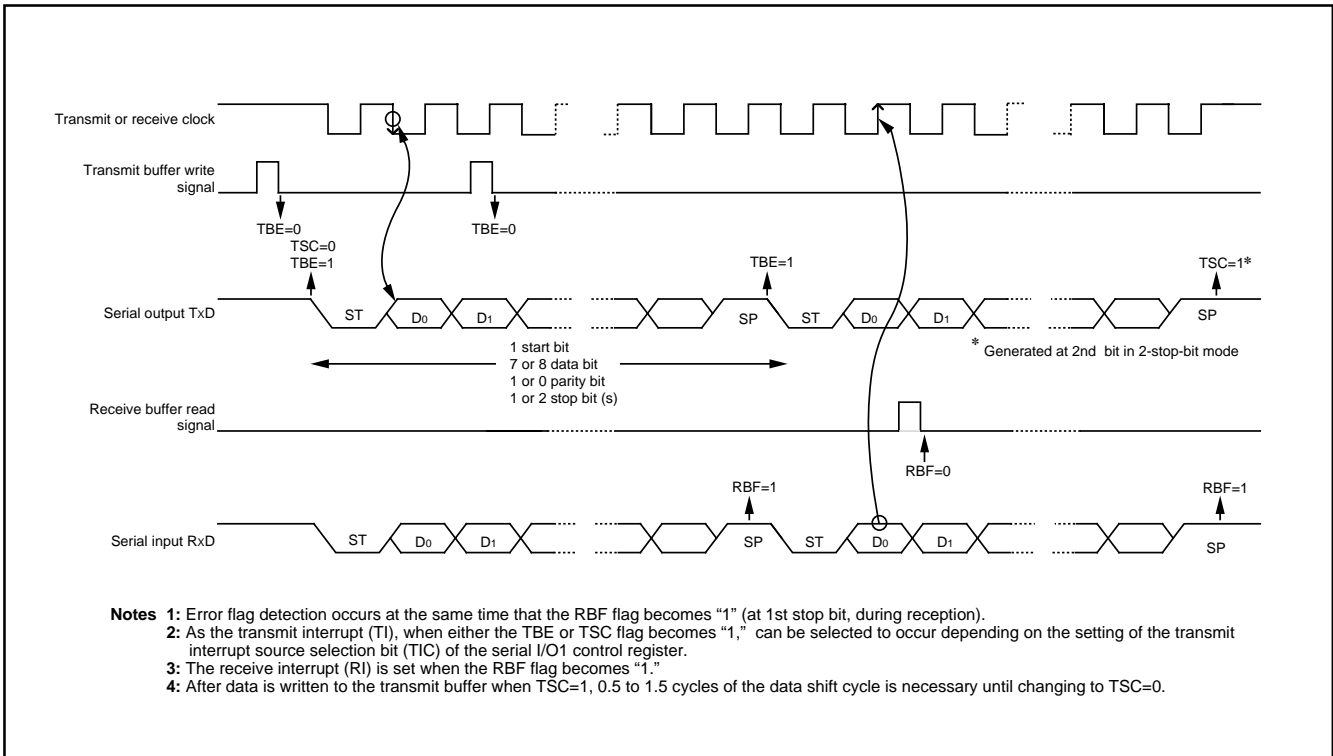 Transmit or receive clock
Transmit buffer write
signal
TBE=0
TSC=0
TBE=1
TBE=0
TBE=1
TSC=1*
Serial output TxD
ST
D0
D1
SP
ST
D0
D1
SP
* Generated at 2nd bit in 2-stop-bit mode
1 start bit
7 or 8 data bit
1 or 0 parity bit
1 or 2 stop bit (s)
Receive buffer read
signal
RBF=0
RBF=1
RBF=1
Serial input RxD
ST
D0
D1
SP
ST
D0
D1
SP
Notes 1: Error flag detection occurs at the same time that the RBF flag becomes “1” (at 1st stop bit, during reception).
2: As the transmit interrupt (TI), when either the TBE or TSC flag becomes “1,” can be selected to occur depending on the setting of the transmit
interrupt source selection bit (TIC) of the serial I/O1 control register.
3: The receive interrupt (RI) is set when the RBF flag becomes “1.”
4: After data is written to the transmit buffer when TSC=1, 0.5 to 1.5 cycles of the data shift cycle is necessary until changing to TSC=0.